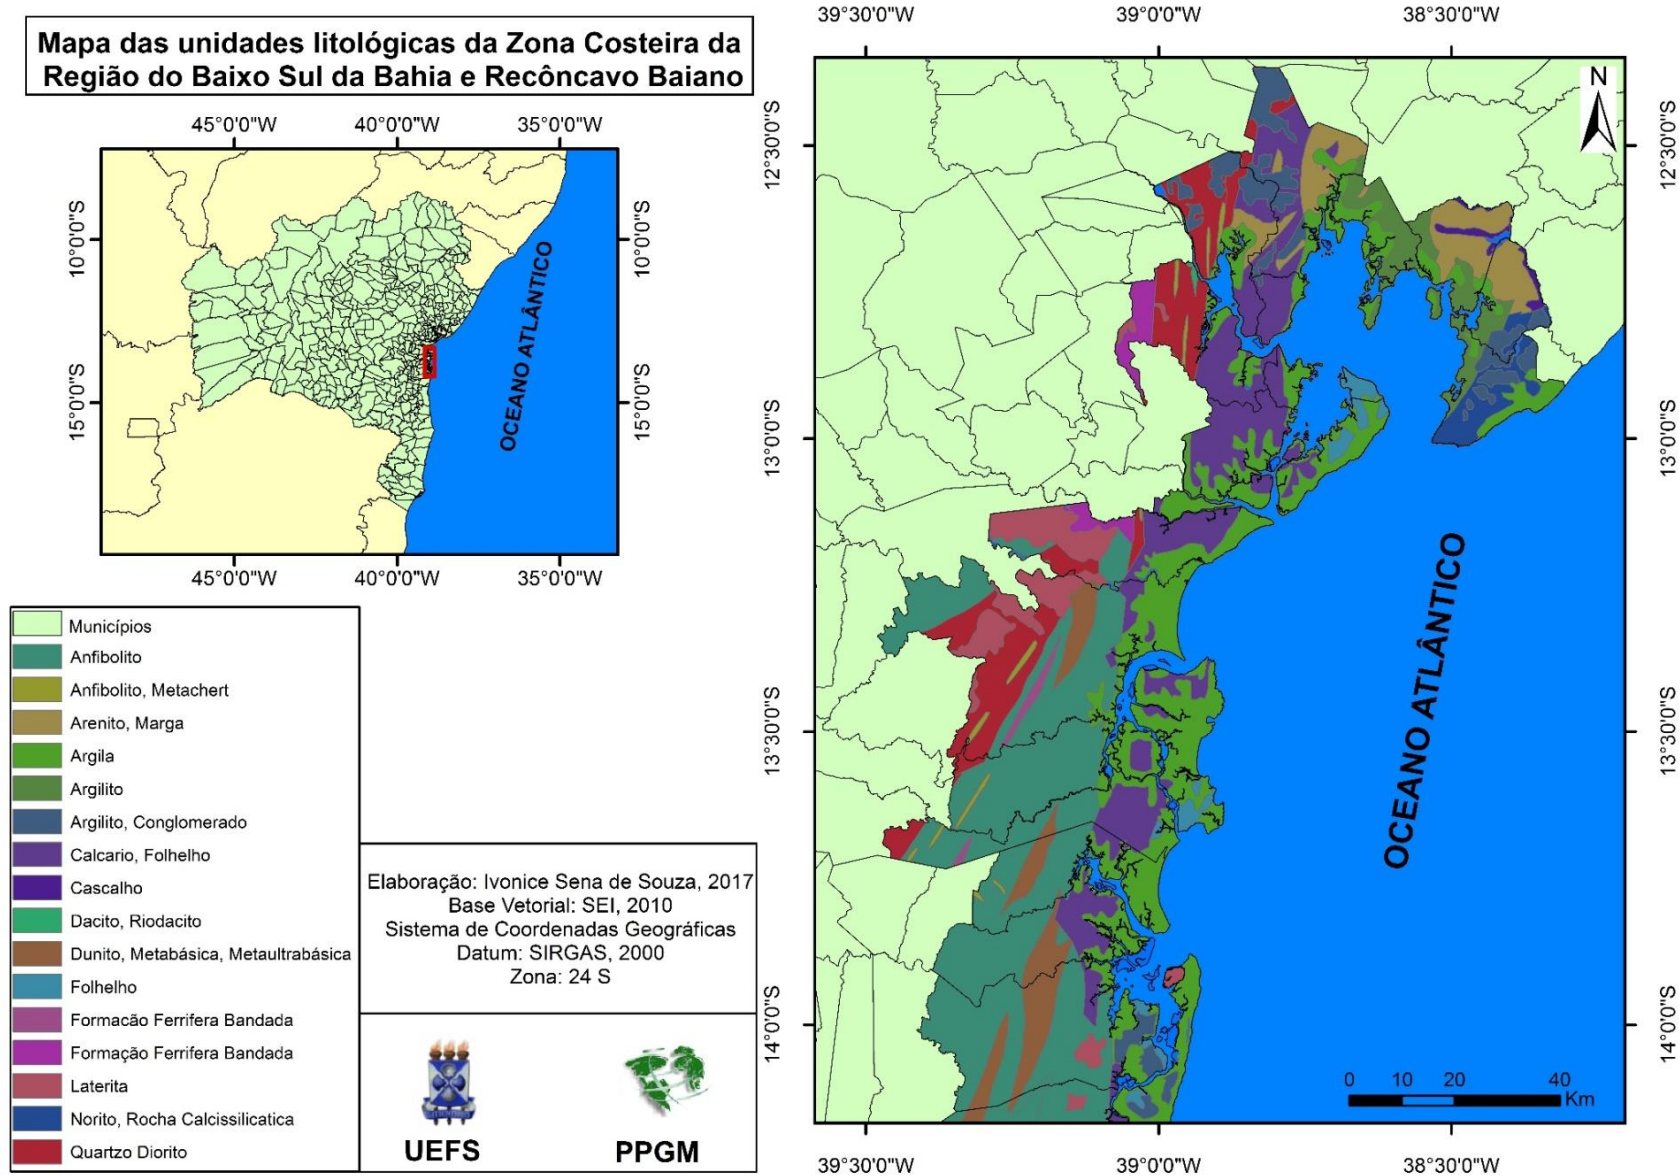 Mapa das unidades litológicas da Zona Costeira da
Região do Baixo Sul da Bahia e Recôncavo Baiano
45°0'0"W 40°0'0"W 35°0'0"W
10°0'0"S
15°0'0"S
10°0'0"S
15°0'0"S
OCEANO ATLÂNTICO
45°0'0"W 40°0'0"W 35°0'0"W
Municípios
Anfibolito
Anfibolito, Metachert
Arenito, Marga
Argila
Argilito
Argilito, Conglomerado
Calcario, Folhelho
Cascalho
Dacito, Riodacito
Dunito, Metabásica, Metaultrabásica
Folhelho
Formacão Ferrifera Bandada
Formação Ferrifera Bandada
Laterita
Norito, Rocha Calcissilicatica
Quartzo Diorito
Elaboração: Ivonice Sena de Souza, 2017
Base Vetorial: SEI, 2010
Sistema de Coordenadas Geográficas
Datum: SIRGAS, 2000
Zona: 24 S
UEFS
PPGM
39°30'0"W 39°0'0"W 38°30'0"W
N
12°30'0"S
13°0'0"S
13°30'0"S
14°0'0"S
12°30'0"S
13°0'0"S
13°30'0"S
14°0'0"S
OCEANO ATLÂNTICO
0 10 20 40
Km
39°30'0"W 39°0'0"W 38°30'0"W